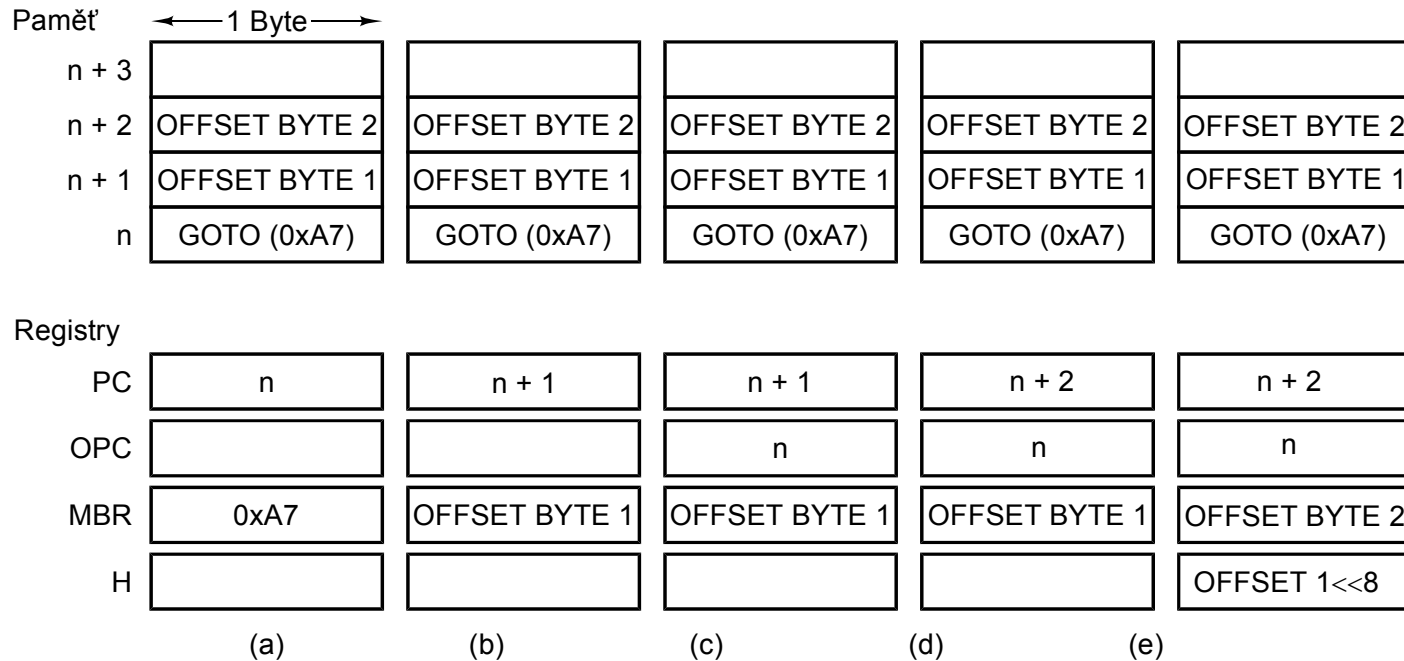 Paměť 1 Byte
n + 3
n + 2 OFFSET BYTE 2 OFFSET BYTE 2 OFFSET BYTE 2 OFFSET BYTE 2 OFFSET BYTE 2
n + 1 OFFSET BYTE 1 OFFSET BYTE 1 OFFSET BYTE 1 OFFSET BYTE 1 OFFSET BYTE 1
n GOTO (0xA7) GOTO (0xA7) GOTO (0xA7) GOTO (0xA7) GOTO (0xA7)
Registry
PC n n + 1 n + 1 n + 2 n + 2
OPC n n n
MBR 0xA7 OFFSET BYTE 1 OFFSET BYTE 1 OFFSET BYTE 1 OFFSET BYTE 2
H OFFSET 1<<8
(a) (b) (c) (d) (e)